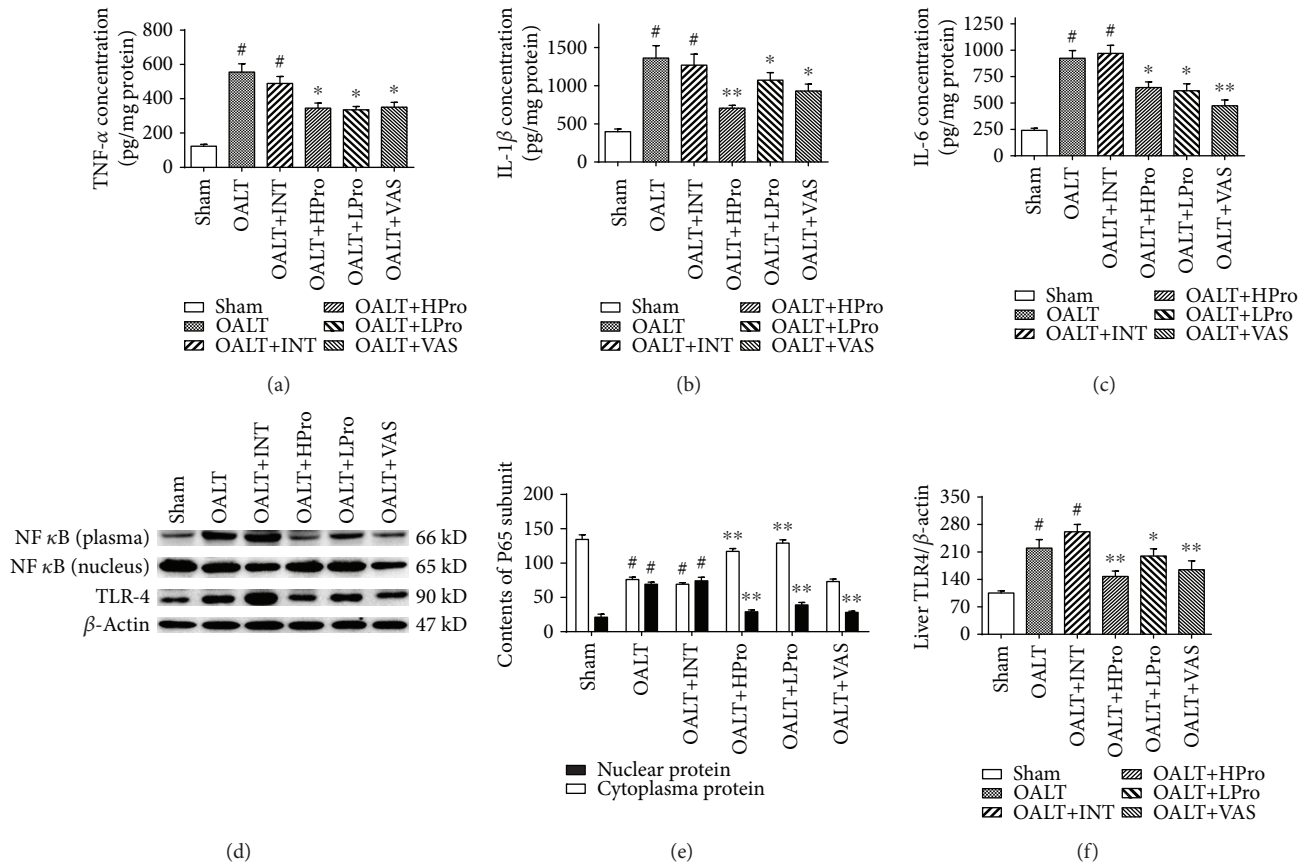 TNF-α concentration
(pg/mg protein)
800
600
400
200
0
#
#
*
*
*
Sham
OALT
OALT+INT
OALT+HPro
OALT+LPro
OALT+VAS
Sham
OALT
OALT+INT
OALT+HPro
OALT+LPro
OALT+VAS
(a)
IL-1β concentration
(pg/mg protein)
1500
1000
500
0
#
#
**
*
*
Sham
OALT
OALT+INT
OALT+HPro
OALT+LPro
OALT+VAS
Sham
OALT
OALT+INT
OALT+HPro
OALT+LPro
OALT+VAS
(b)
IL-6 concentration
(pg/mg protein)
1250
1000
750
500
250
0
#
#
*
*
**
Sham
OALT
OALT+INT
OALT+HPro
OALT+LPro
OALT+VAS
Sham
OALT
OALT+INT
OALT+HPro
OALT+LPro
OALT+VAS
(c)
Sham
OALT
OALT+INT
OALT+HPro
OALT+LPro
OALT+VAS
NF κB (plasma)
66 kD
NF κB (nucleus)
65 kD
TLR-4
90 kD
β-Actin
47 kD
(d)
Contents of P65 subunit
200
150
100
50
0
#
#
#
#
**
**
**
**
**
Sham
OALT
OALT+INT
OALT+HPro
OALT+LPro
OALT+VAS
Nuclear protein
Cytoplasma protein
(e)
Liver TLR4/β-actin
350
280
210
140
70
0
#
#
**
*
**
Sham
OALT
OALT+INT
OALT+HPro
OALT+LPro
OALT+VAS
Sham
OALT
OALT+INT
OALT+HPro
OALT+LPro
OALT+VAS
(f)